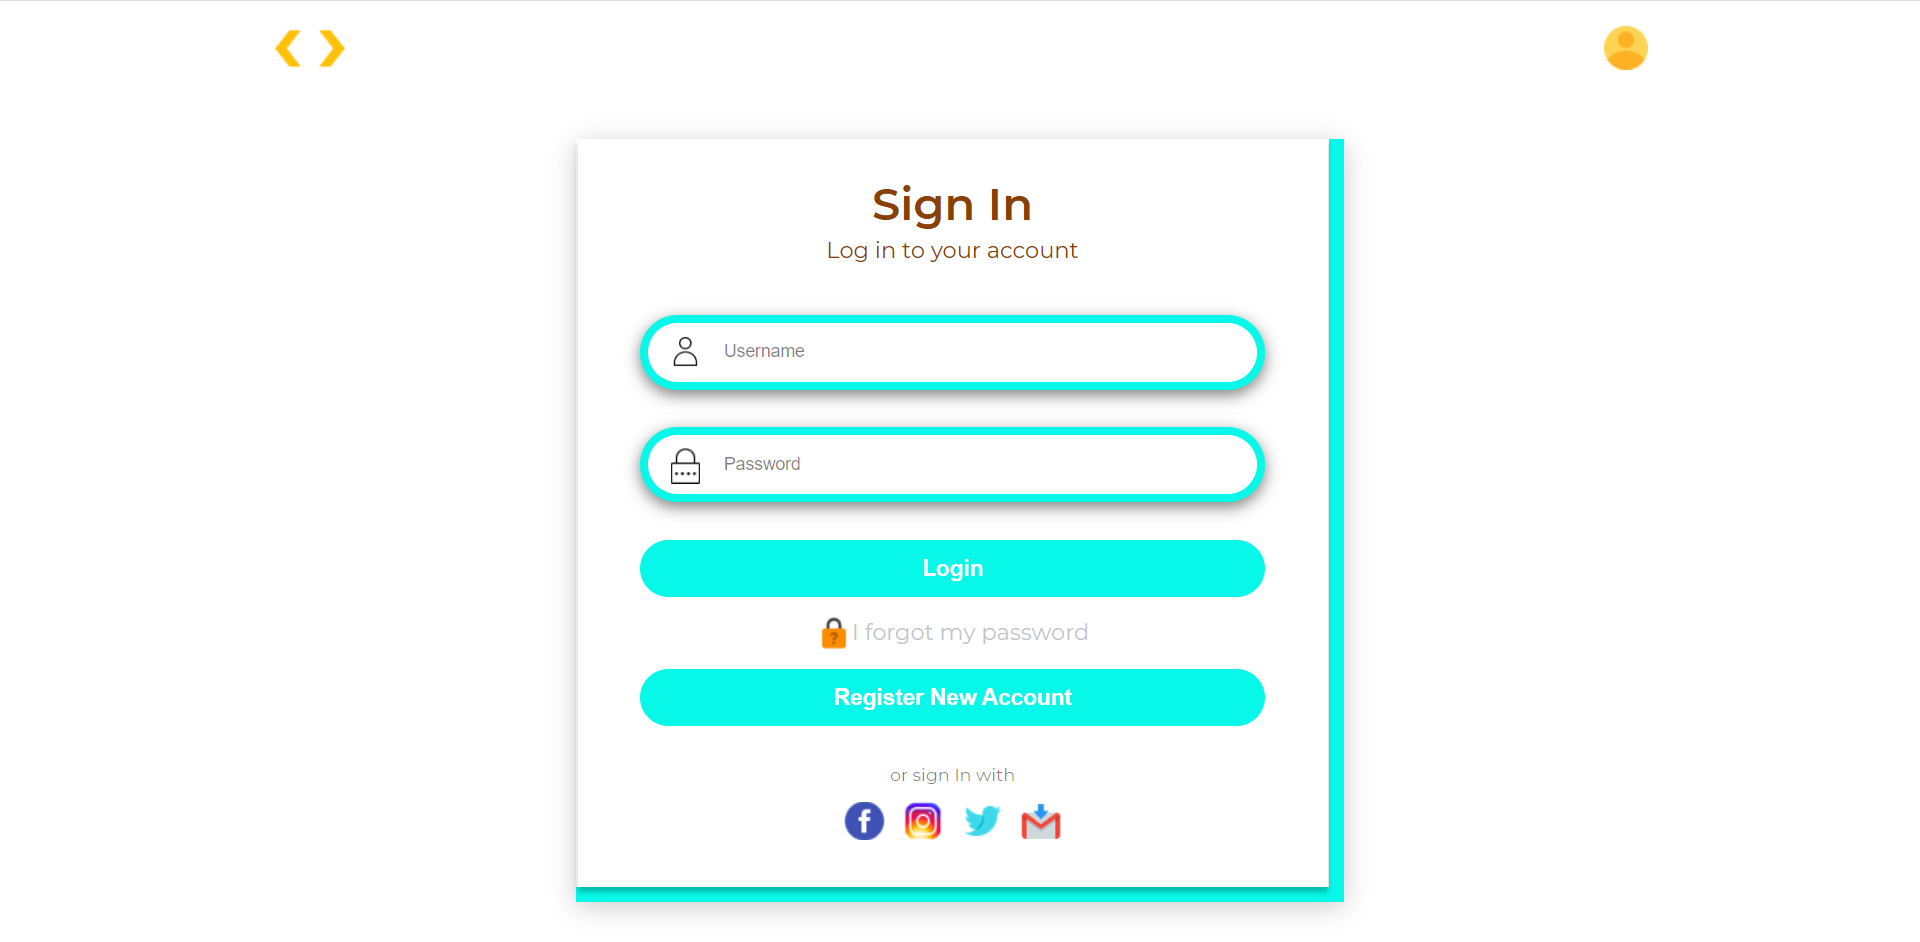 Sign In
Log in to your account
Username
Password
Login
I forgot my password
Register New Account
or sign In with